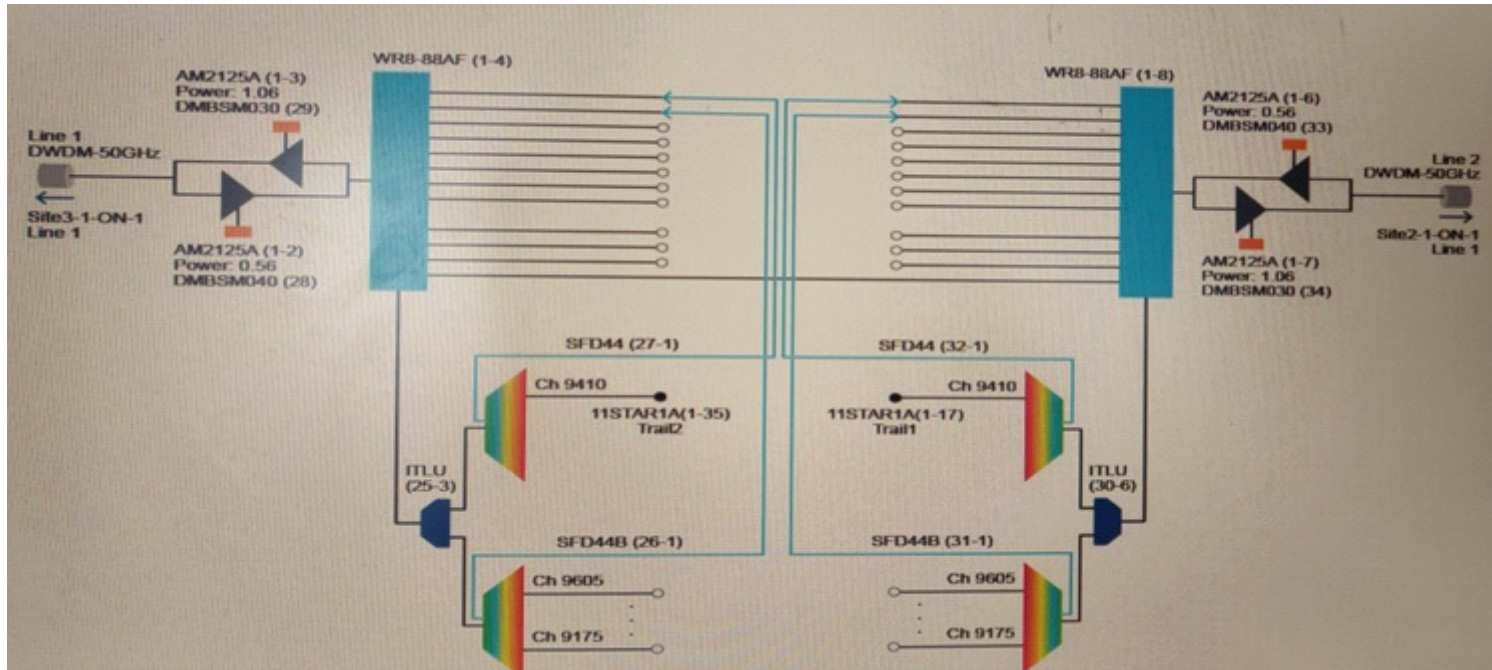 WR8-88AF (1-4)
AM2125A (1-3)
Power: 1.06
DMBSM030 (29)
Line 1
DWDM-50GHz
Site3-1-ON-1
Line 1
AM2125A (1-2)
Power: 0.56
DMBSM040 (28)
WR8-88AF (1-8)
AM2125A (1-6)
Power: 0.56
DMBSM040 (33)
Line 2
DWDM-50GHz
Site2-1-ON-1
Line 1
AM2125A (1-7)
Power: 1.06
DMBSM030 (34)
SFD44 (27-1)
Ch 9410
11STAR1A(1-35)
Trail2
ITLU
(25-3)
SFD44B (26-1)
Ch 9605
Ch 9175
SFD44 (32-1)
Ch 9410
11STAR1A(1-17)
Trail1
ITLU
(30-6)
SFD44B (31-1)
Ch 9605
Ch 9175